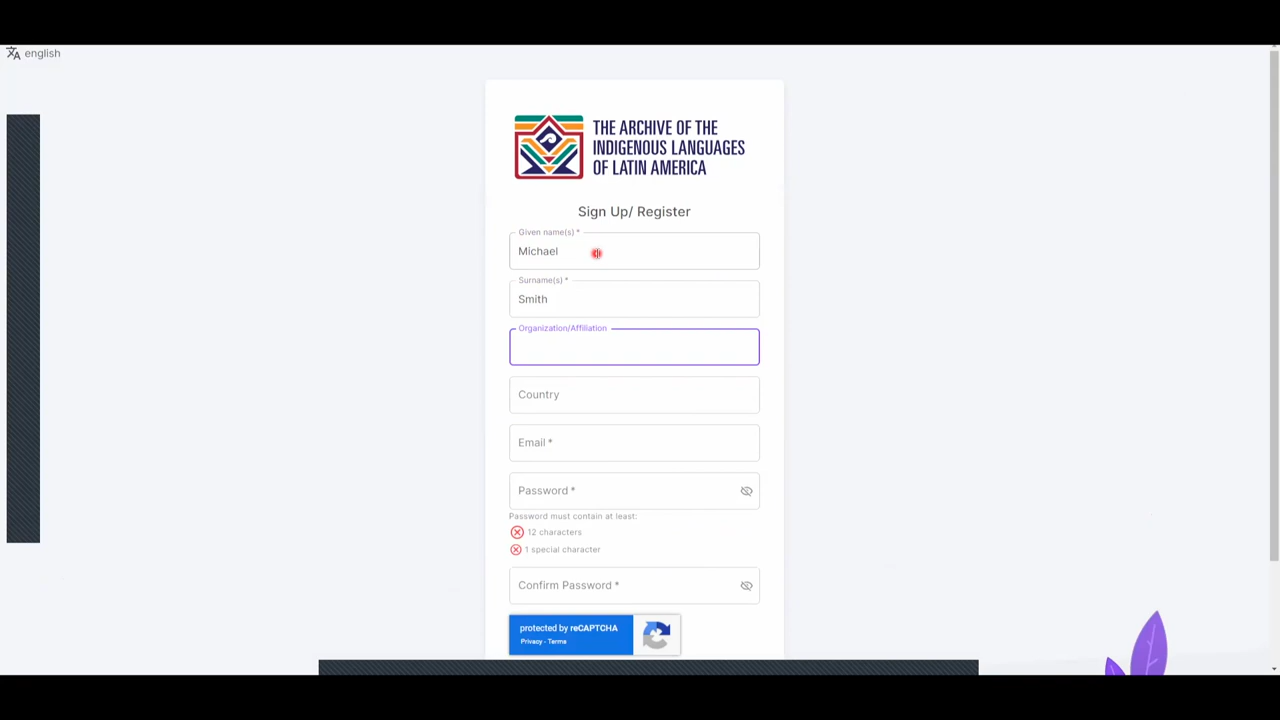 english
THE ARCHIVE OF THE
INDIGENOUS LANGUAGES
OF LATIN AMERICA
Sign Up/ Register
Given name(s) *
Michael
Surname(s) *
Smith
Organization/Affiliation
Country
Email *
Password *
Password must contain at least:
12 characters
1 special character
Confirm Password *
protected by reCAPTCHA
Privacy - Terms